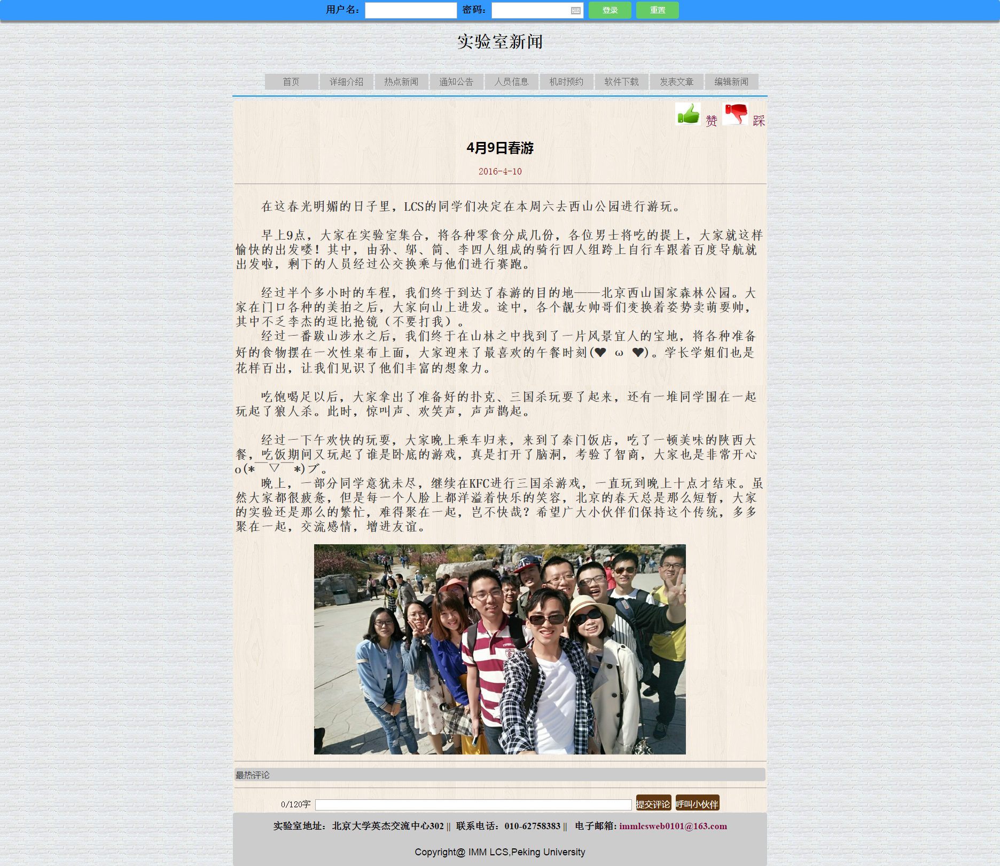 用户名： 密码： 登录 重置
实验室新闻
首页 详细介绍 热点新闻 通知公告 人员信息 机时预约 软件下载 发表文章 编辑新闻
赞 踩
4月9日春游
2016-4-10
在这春光明媚的日子里，LCS的同学们决定在本周六去西山公园进行游玩。
早上9点，大家在实验室集合，将各种零食分成几份，各位男士将吃的提上，大家就这样
愉快的出发喽！其中，由孙、邬、简、李四人组成的骑行四人组跨上自行车跟着百度导航就
出发啦，剩下的人员经过公交换乘与他们进行赛跑。
经过半个多小时的车程，我们终于到达了春游的目的地——北京西山国家森林公园。大
家在门口各种的美拍之后，大家向山上进发。途中，各个靓女帅哥们变换着姿势卖萌耍帅，
其中不乏李杰的逗比抢镜（不要打我）。
经过一番跋山涉水之后，我们终于在山林之中找到了一片风景宜人的宝地，将各种准备
好的食物摆在一次性桌布上面，大家迎来了最喜欢的午餐时刻(❤ ω ❤)。学长学姐们也是
花样百出，让我们见识了他们丰富的想象力。
吃饱喝足以后，大家拿出了准备好的扑克、三国杀玩耍了起来，还有一堆同学围在一起
玩起了狼人杀。此时，惊叫声、欢笑声，声声鹊起。
经过一下午欢快的玩耍，大家晚上乘车归来，来到了秦门饭店，吃了一顿美味的陕西大
餐，吃饭期间又玩起了谁是卧底的游戏，真是打开了脑洞，考验了智商，大家也是非常开心
o(*￣▽￣*)ブ。
晚上，一部分同学意犹未尽，继续在KFC进行三国杀游戏，一直玩到晚上十点才结束。虽
然大家都很疲惫，但是每一个人脸上都洋溢着快乐的笑容，北京的春天总是那么短暂，大家
的实验还是那么的繁忙，难得聚在一起，岂不快哉？希望广大小伙伴们保持这个传统，多多
聚在一起，交流感情，增进友谊。
最热评论
0/120字 提交评论 呼叫小伙伴
实验室地址：北京大学英杰交流中心302 || 联系电话：010-62758383 || 电子邮箱: immlcsweb0101@163.com
Copyright@ IMM LCS,Peking University